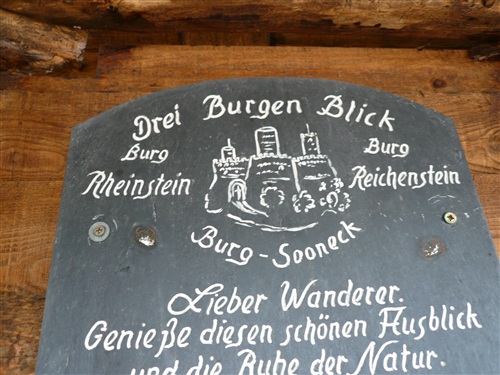 Drei Burgen Blick
Burg
Rheinstein
Burg
Reichenstein
Burg - Sooneck
Lieber Wanderer.
Genieße diesen schönen Ausblick
und die Ruhe der Natur.